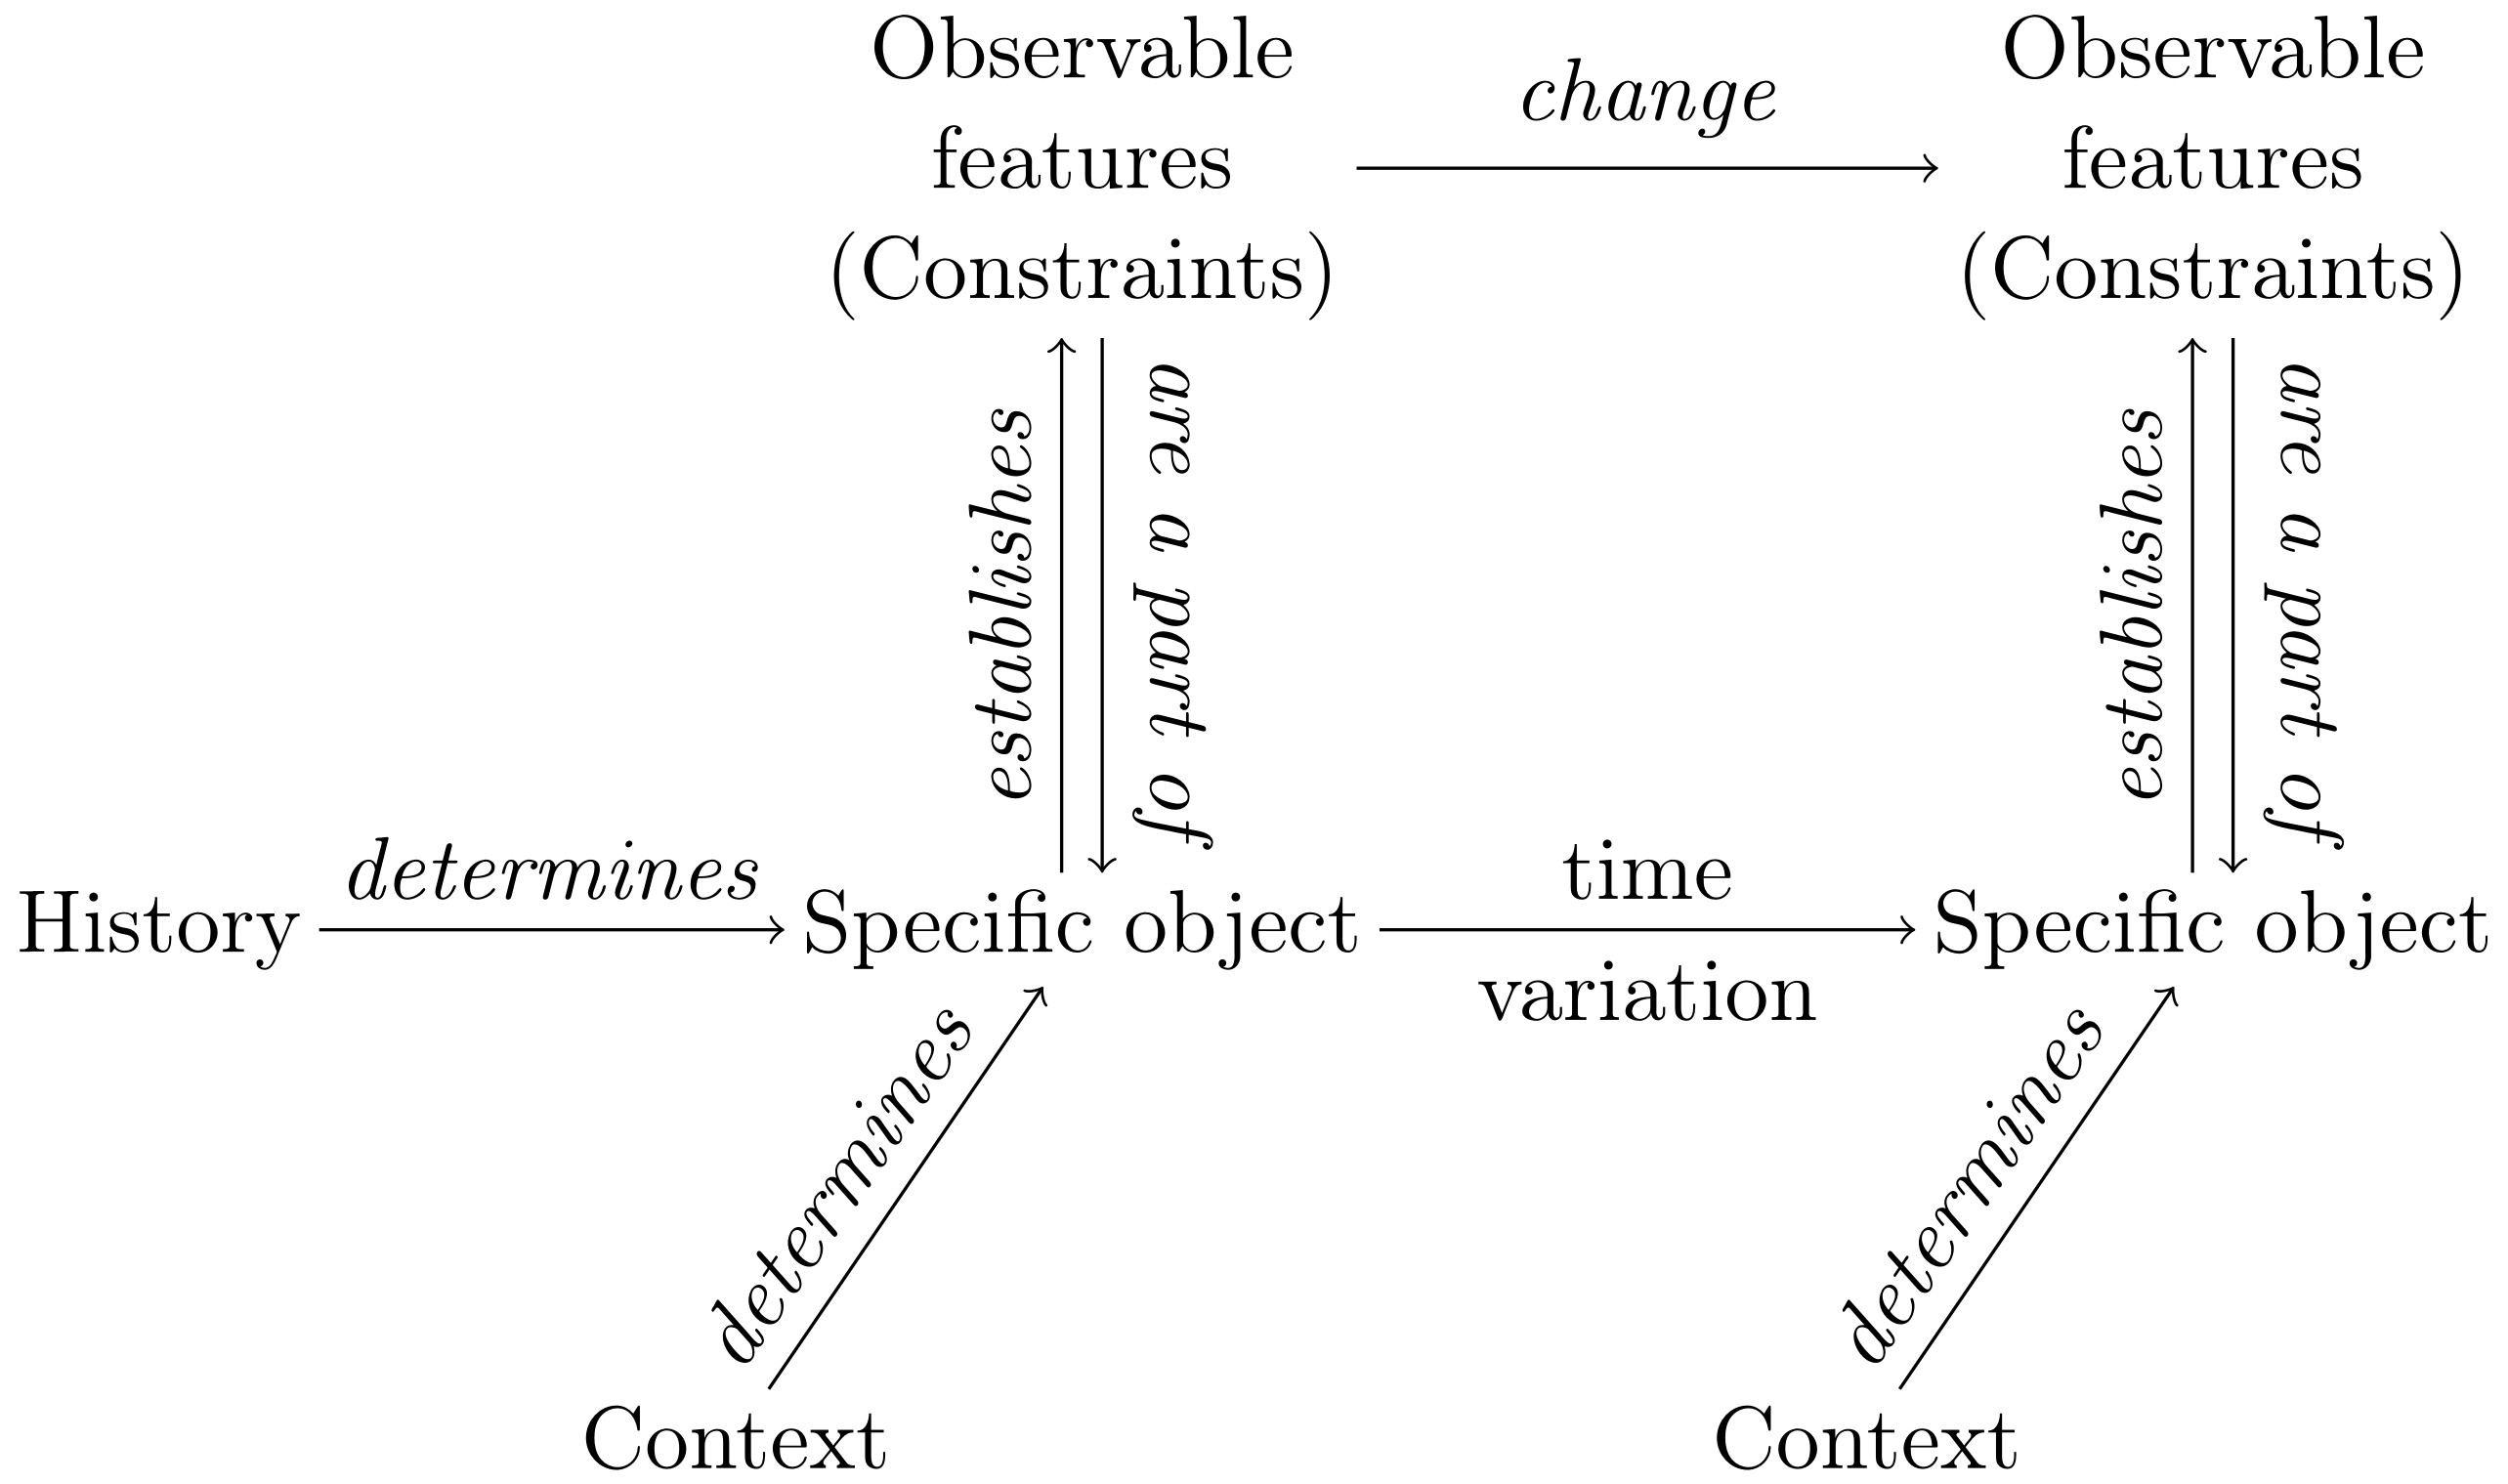 Observable
features
(Constraints)
change
Observable
features
(Constraints)
establishes
are a part of
establishes
are a part of
History
determines
Specific object
time
variation
Specific object
determines
determines
Context
Context